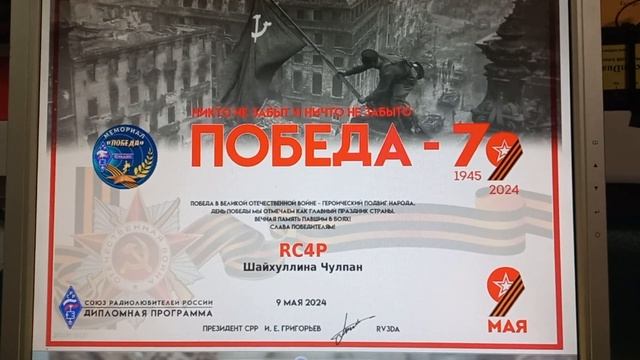 НИКТО НЕ ЗАБЫТ И НИЧТО НЕ ЗАБЫТО
ПОБЕДА - 79
1945
2024
МЕМОРИАЛ
"ПОБЕДА"
ПОБЕДА В ВЕЛИКОЙ ОТЕЧЕСТВЕННОЙ ВОЙНЕ - ГЕРОИЧЕСКИЙ ПОДВИГ НАРОДА.
ДЕНЬ ПОБЕДЫ МЫ ОТМЕЧАЕМ КАК ГЛАВНЫЙ ПРАЗДНИК СТРАНЫ.
ВЕЧНАЯ ПАМЯТЬ ПАВШИМ В БОЯХ!
СЛАВА ПОБЕДИТЕЛЯМ!
RC4P
Шайхуллина Чулпан
9 МАЯ 2024
СОЮЗ РАДИОЛЮБИТЕЛЕЙ РОССИИ
ДИПЛОМНАЯ ПРОГРАММА
ПРЕЗИДЕНТ СРР И. Е. ГРИГОРЬЕВ RV3DA
9 МАЯ